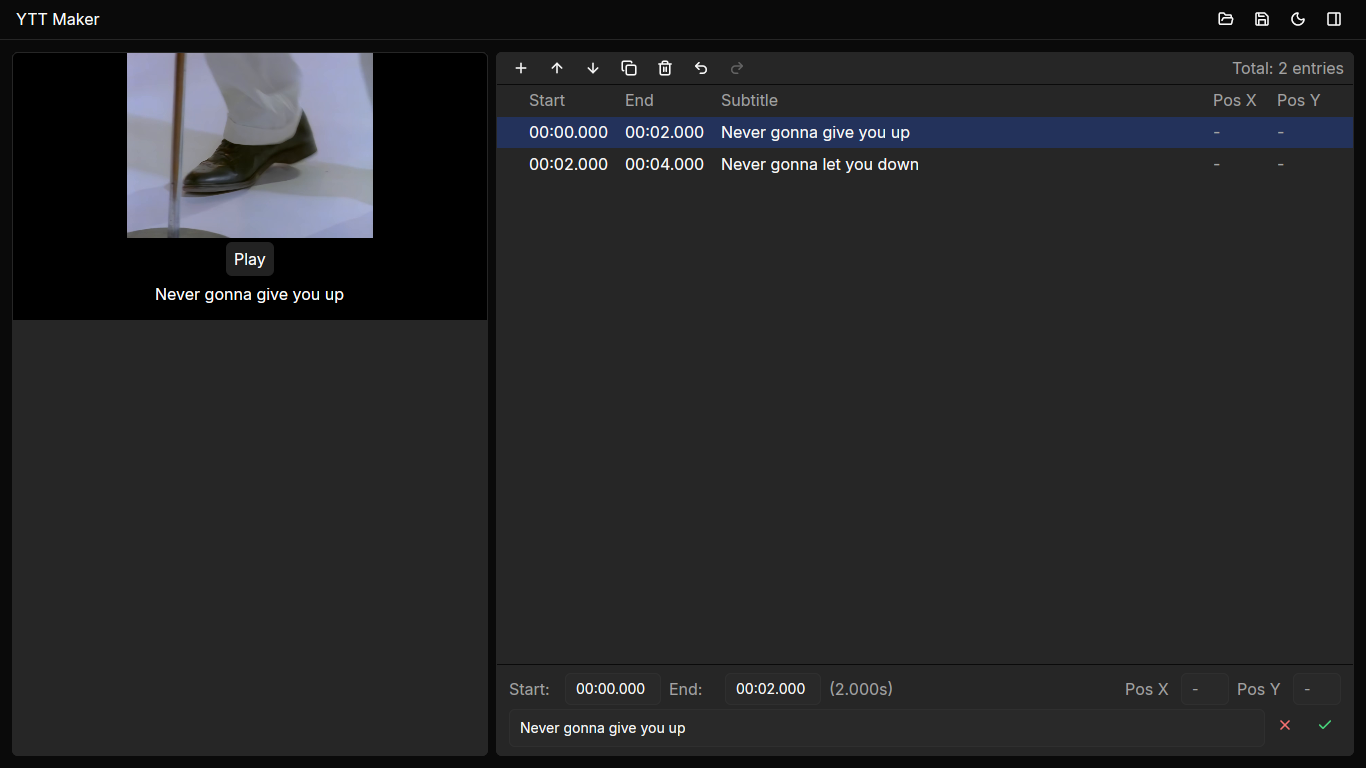 YTT Maker
Play
Never gonna give you up
Total: 2 entries
Start End Subtitle Pos X Pos Y
00:00.000 00:02.000 Never gonna give you up - -
00:02.000 00:04.000 Never gonna let you down - -
Start: 00:00.000 End: 00:02.000 (2.000s) Pos X - Pos Y -
Never gonna give you up